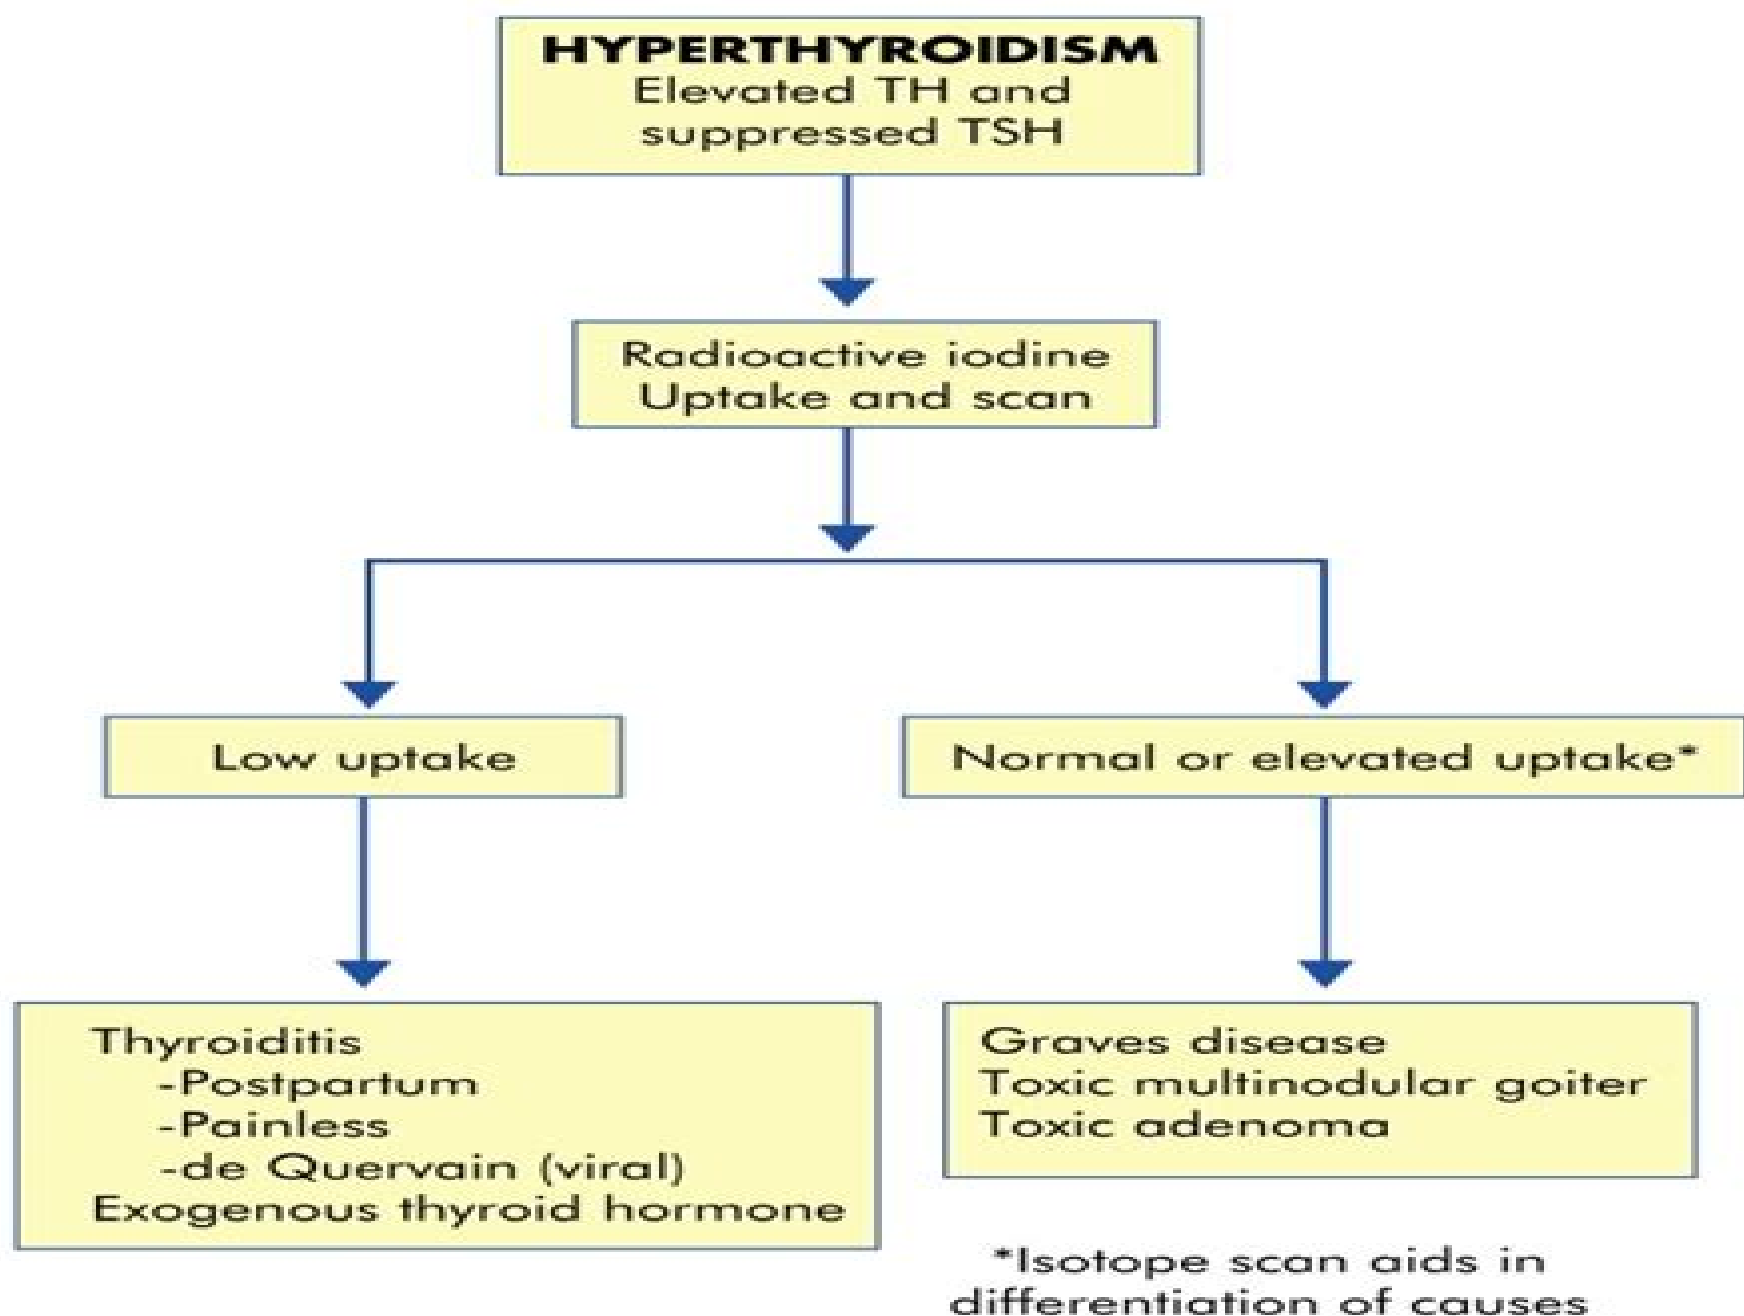 HYPERTHYROIDISM
Elevated TH and
suppressed TSH
Radioactive iodine
Uptake and scan
Low uptake
Normal or elevated uptake*
Thyroiditis
-Postpartum
-Painless
-de Quervain (viral)
Exogenous thyroid hormone
Graves disease
Toxic multinodular goiter
Toxic adenoma
*Isotope scan aids in
differentiation of causes